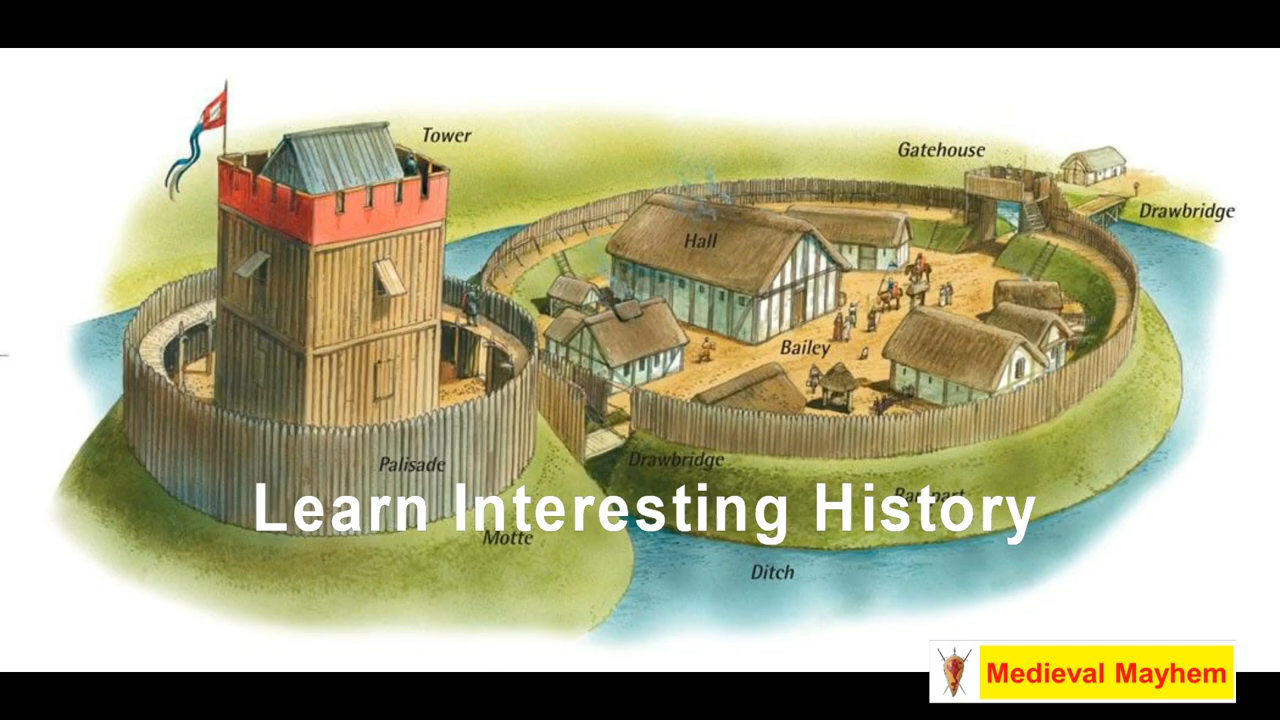 Tower
Gatehouse
Drawbridge
Hall
Bailey
Palisade
Drawbridge
Learn Interesting History
Motte
Ditch
Medieval Mayhem